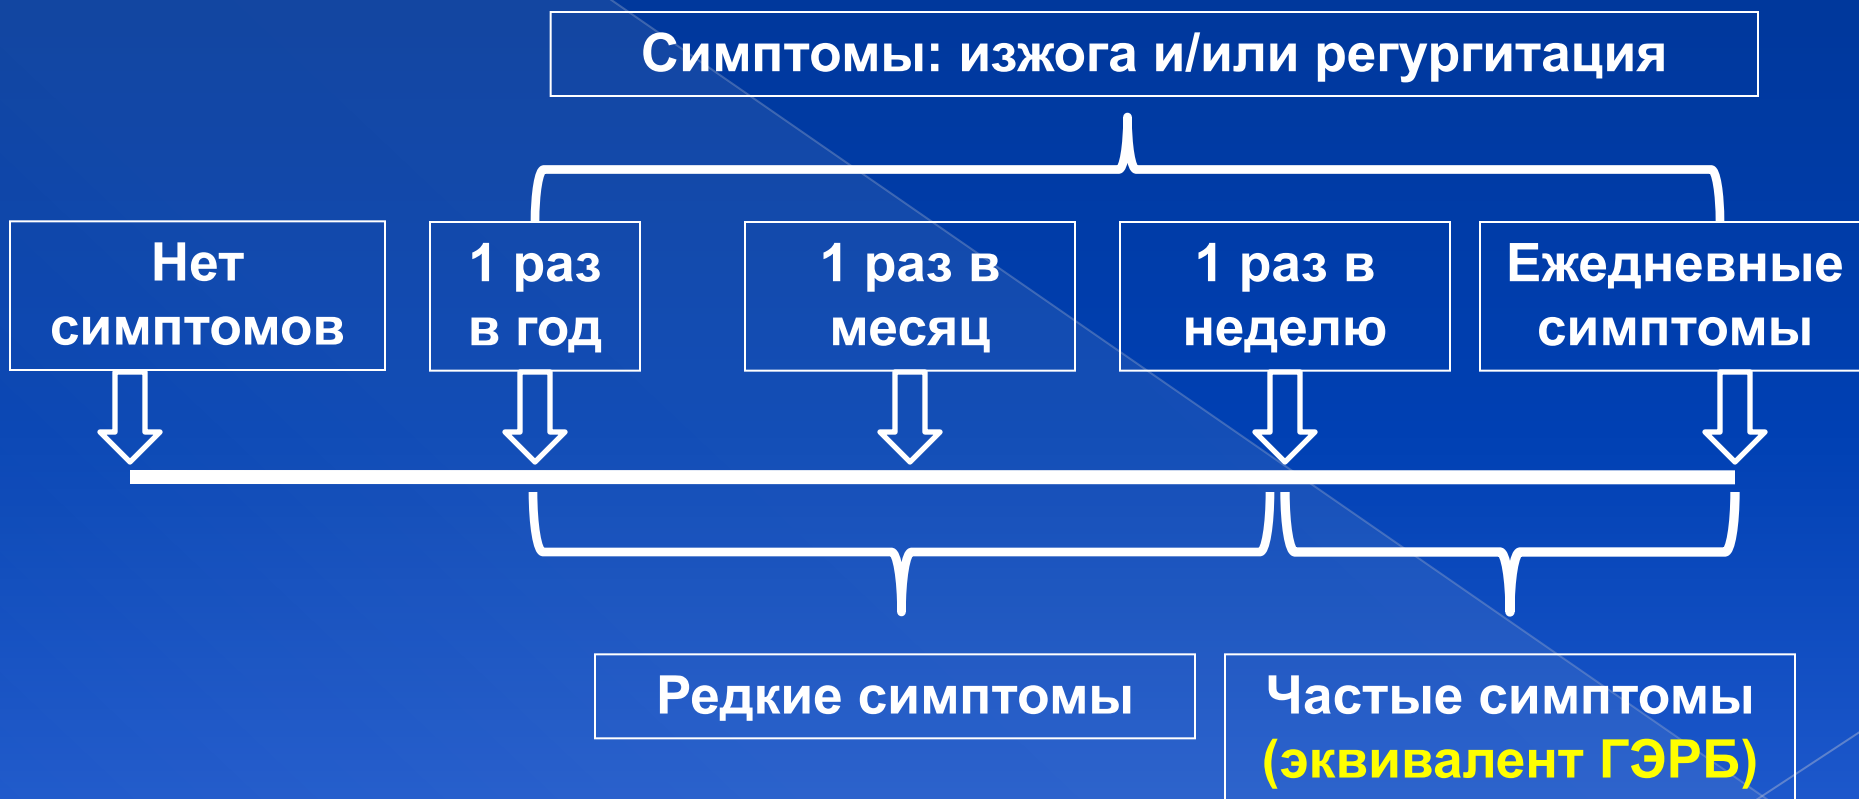 Симптомы: изжога и/или регургитация
Нет
симптомов
1 раз
в год
1 раз в
месяц
1 раз в
неделю
Ежедневные
симптомы
Редкие симптомы
Частые симптомы
(эквивалент ГЭРБ)